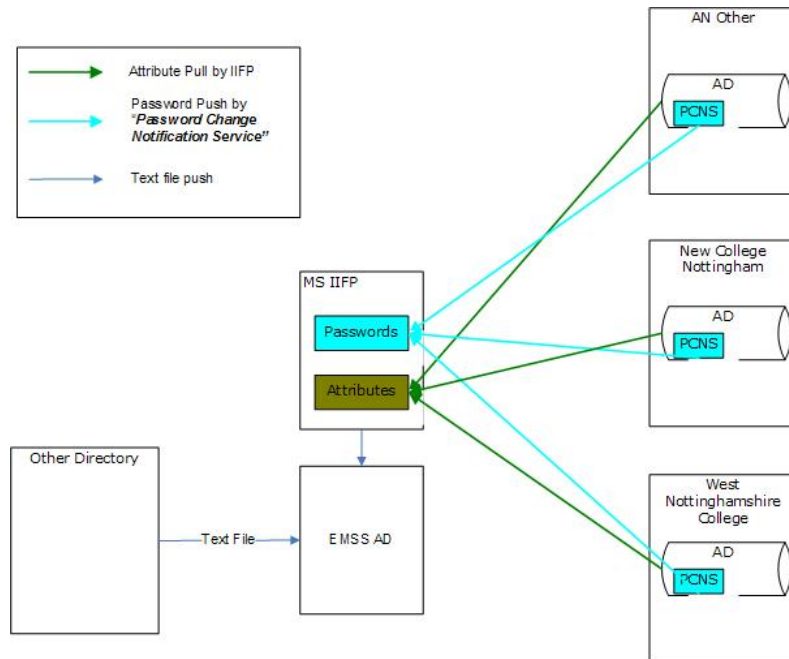 Attribute Pull by IIFP
Password Push by
“Password Change
Notification Service”
Text file push
AN Other
AD
PCNS
New College
Nottingham
AD
PCNS
MS IIFP
Passwords
Attributes
Other Directory
Text File
EMSS AD
West
Nottinghamshire
College
AD
PCNS